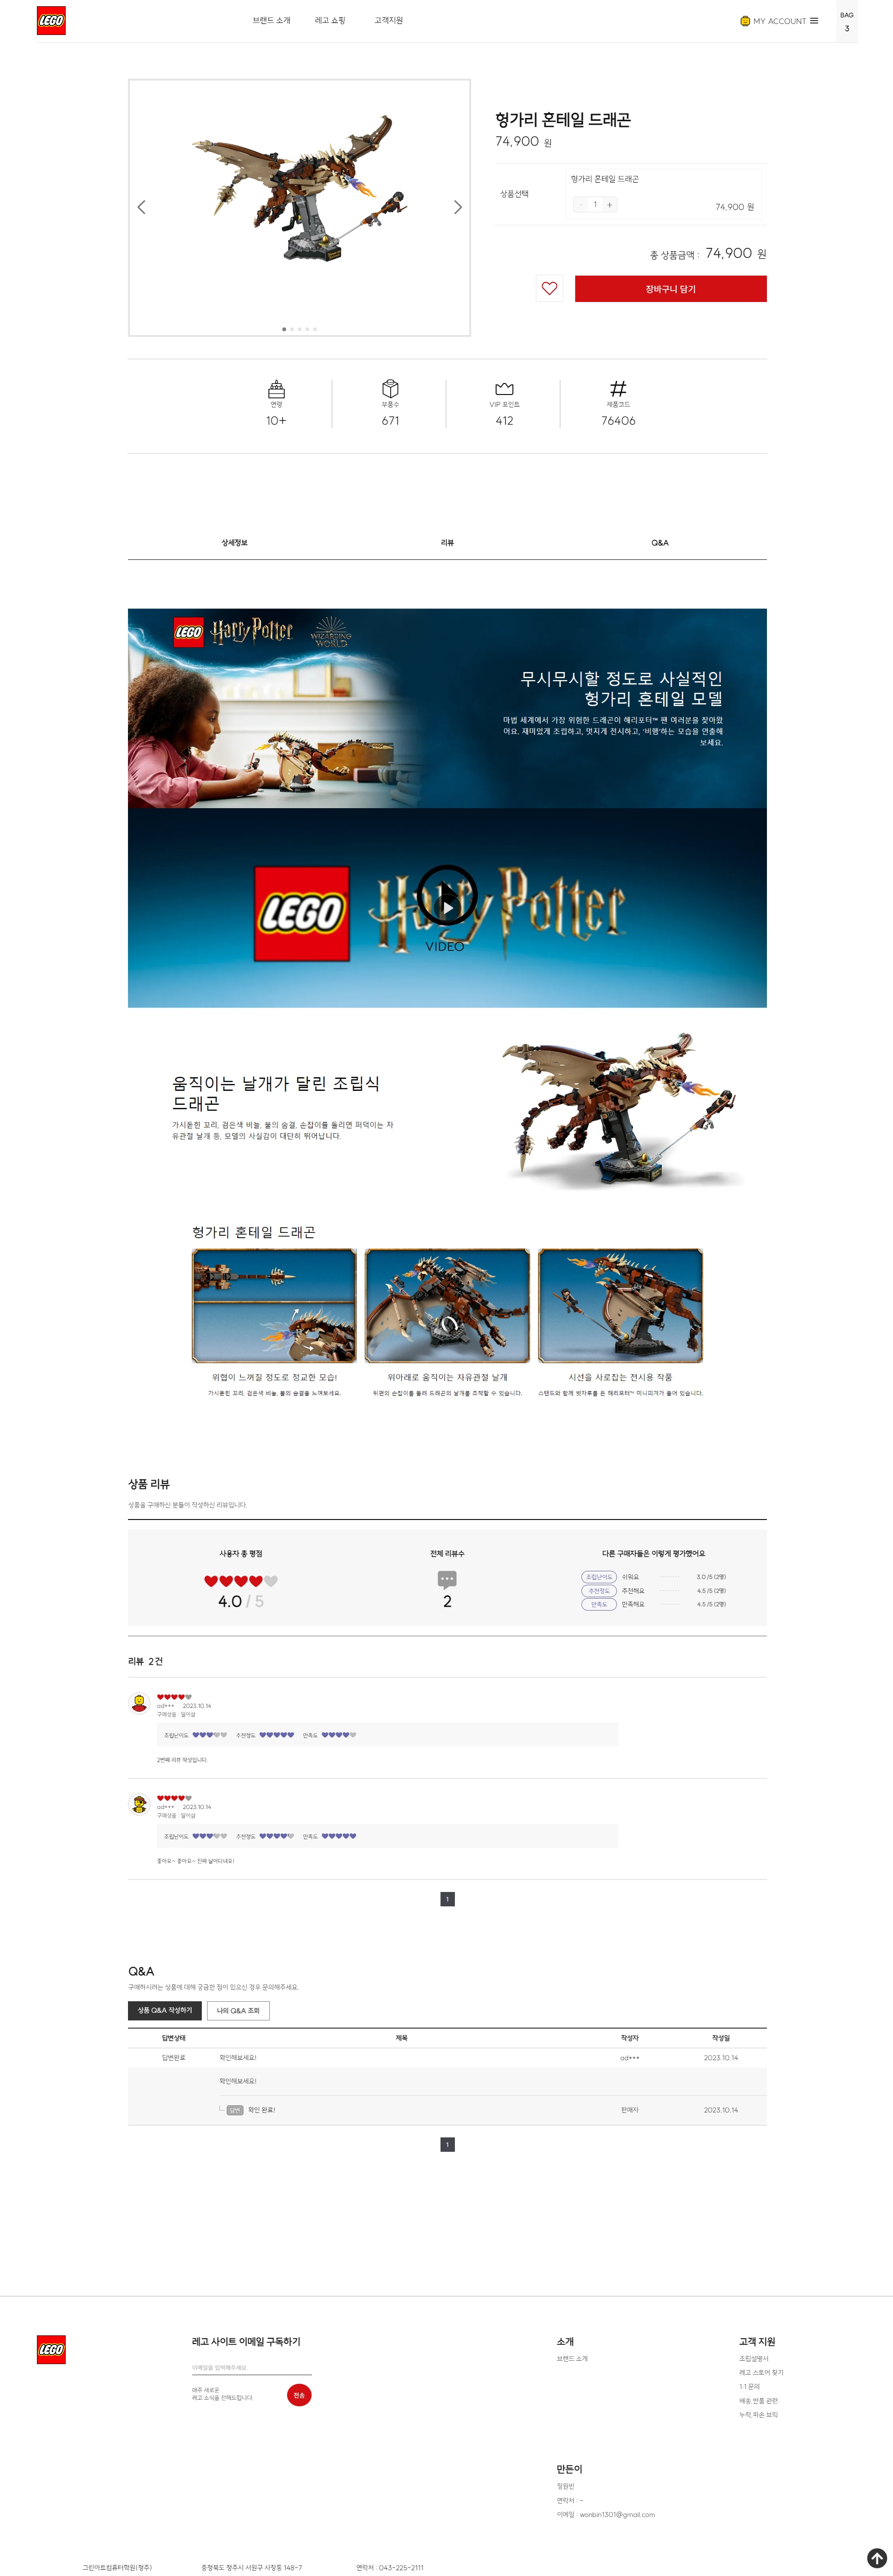 LEGO
브랜드 소개
레고 쇼핑
고객지원
MY ACCOUNT
BAG
3
헝가리 혼테일 드래곤
74,900 원
상품선택
헝가리 혼테일 드래곤
- 1 +
74,900 원
총 상품금액 : 74,900 원
장바구니 담기
연령
10+
부품수
671
VIP 포인트
412
제품코드
76406
상세정보
리뷰
Q&A
LEGO Harry Potter WIZARDING WORLD
무시무시할 정도로 사실적인
헝가리 혼테일 모델
마법 세계에서 가장 위험한 드래곤이 해리포터™ 팬 여러분을 찾아왔
어요. 재미있게 조립하고, 멋지게 전시하고, '비행'하는 모습을 연출해
보세요.
LEGO Harry Potter
VIDEO
움직이는 날개가 달린 조립식
드래곤
가시돋힌 꼬리, 검은색 비늘, 불의 숨결, 손잡이를 돌리면 퍼덕이는 자
유관절 날개 등, 모델의 사실감이 대단히 뛰어납니다.
헝가리 혼테일 드래곤
위협이 느껴질 정도로 정교한 모습!
가시돋힌 꼬리, 검은색 비늘, 불의 숨결을 느껴보세요.
위아래로 움직이는 자유관절 날개
뒤편의 손잡이를 돌려 드래곤의 날개를 조작할 수 있습니다.
시선을 사로잡는 전시용 작품
스탠드와 함께 빗자루를 든 해리포터™ 미니피겨가 들어 있습니다.
상품 리뷰
상품을 구매하신 분들이 작성하신 리뷰입니다.
사용자 총 평점
4.0 / 5
전체 리뷰수
2
다른 구매자들은 이렇게 평가했어요
조립난이도 쉬워요 3.0 /5 (2명)
추천정도 추천해요 4.5 /5 (2명)
만족도 만족해요 4.5 /5 (2명)
리뷰 2건
ad*** 2023.10.14
구매상품 :
조립난이도
추천정도
만족도
2번째 리뷰 작성입니다.
ad*** 2023.10.14
구매상품 :
조립난이도
추천정도
만족도
좋아요~ 좋아요~ 진짜
1
Q&A
구매하시려는 상품에 대해 궁금한 점이 있으신 경우 문의해주세요.
상품 Q&A 작성하기
나의 Q&A 조회
답변상태 제목 작성자 작성일
답변완료 확인해보세요! ad*** 2023.10.14
확인해보세요!
답변 확인 완료! 판매자 2023.10.14
1
LEGO
레고 사이트 이메일 구독하기
이메일을 입력해주세요
매주 새로운
레고 소식을 전해드립니다.
전송
소개
브랜드 소개
고객 지원
조립설명서
레고 스토어 찾기
1:1 문의
배송,반품 관련
누락,파손 브릭
만든이
정원빈
연락처 : -
이메일 : wonbin1301@gmail.com
그린아트컴퓨터학원(청주)
충청북도 청주시 서원구 사창동 148-7
연락처 : 043-225-2111